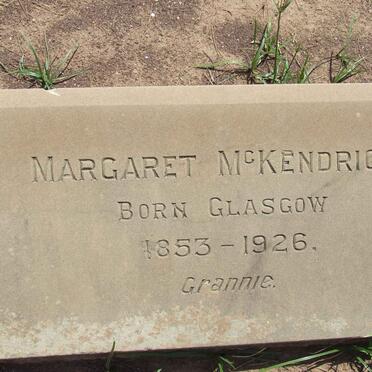 MARGARET McKENDRIC
BORN GLASGOW
1853 - 1926.
Grannie.